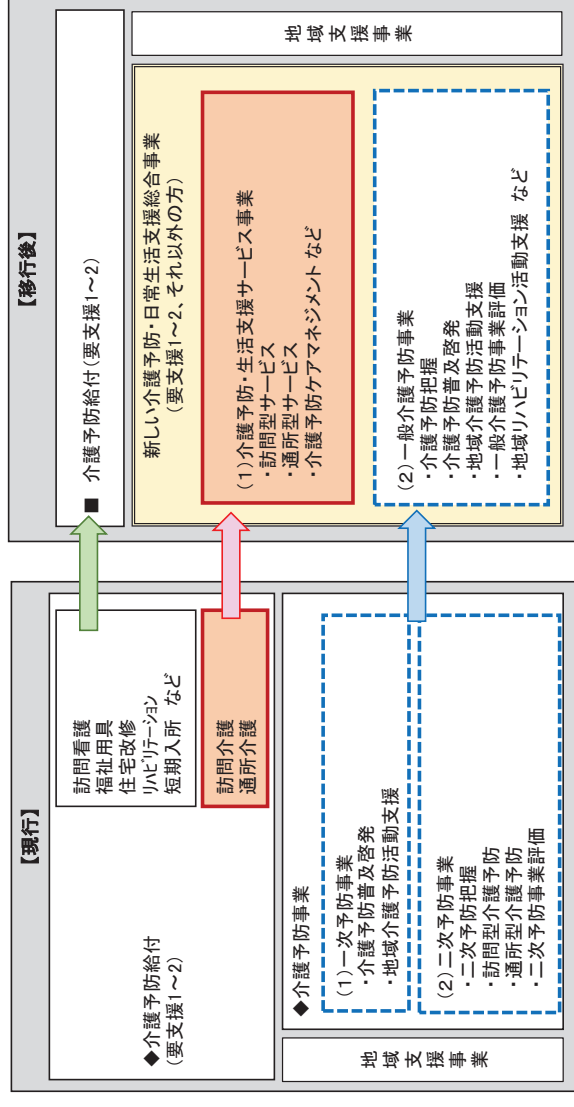 【現行】
◆介護予防給付
(要支援1～2)
訪問看護
福祉用具
住宅改修
リハビリテーション
短期入所 など
訪問介護
通所介護
◆介護予防事業
(1)一次予防事業
・介護予防普及啓発
・地域介護予防活動支援
(2)二次予防事業
・二次予防把握
・訪問型介護予防
・通所型介護予防
・二次予防事業評価
地域支援事業
【移行後】
■ 介護予防給付(要支援1～2)
新しい介護予防・日常生活支援総合事業
(要支援1～2、それ以外の方)
(1)介護予防・生活支援サービス事業
・訪問型サービス
・通所型サービス
・介護予防ケアマネジメント など
(2)一般介護予防事業
・介護予防把握
・介護予防普及啓発
・地域介護予防活動支援
・一般介護予防事業評価
・地域リハビリテーション活動支援 など
地域支援事業